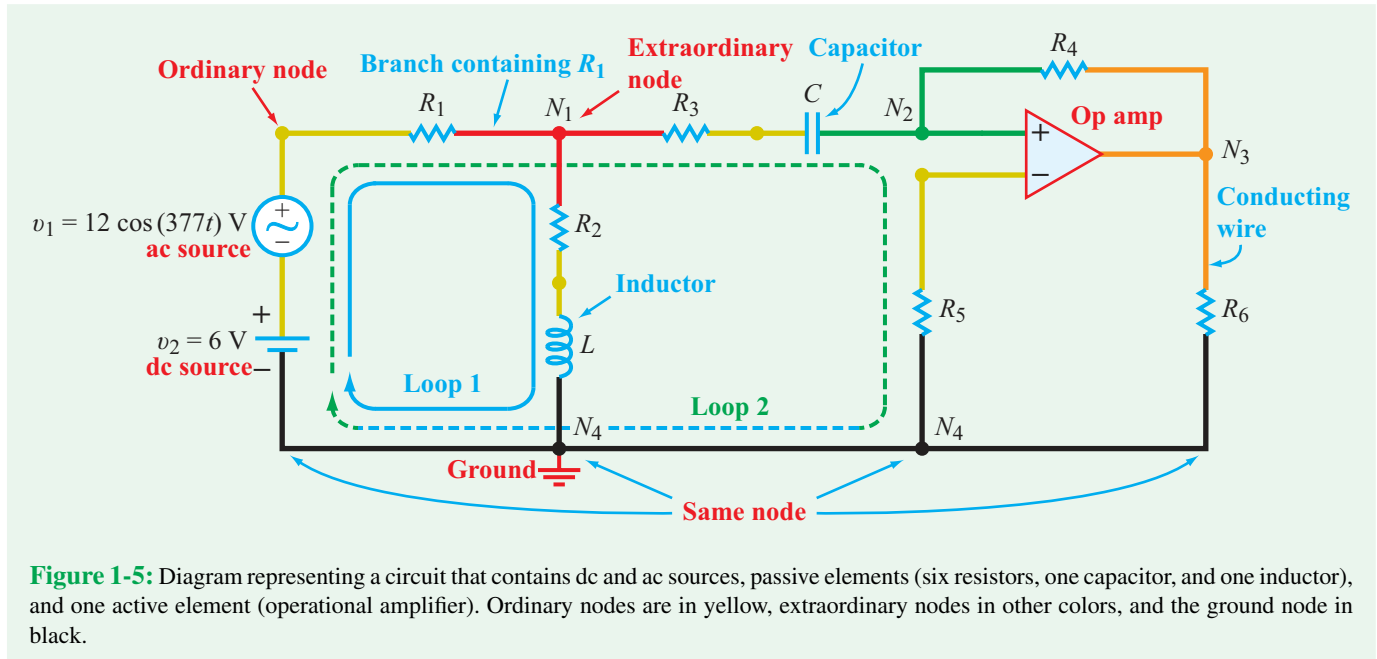 Ordinary node
Branch containing R1
Extraordinary
node
Capacitor
R4
R1
N1
R3
C
N2
Op amp
+
−
N3
Conducting
wire
υ1 = 12 cos (377t) V
ac source
+
~
−
R2
Inductor
L
R5
R6
+
υ2 = 6 V
dc source
−
Loop 1
Loop 2
N4
N4
Ground
Same node
Figure 1-5: Diagram representing a circuit that contains dc and ac sources, passive elements (six resistors, one capacitor, and one inductor),
and one active element (operational amplifier). Ordinary nodes are in yellow, extraordinary nodes in other colors, and the ground node in
black.